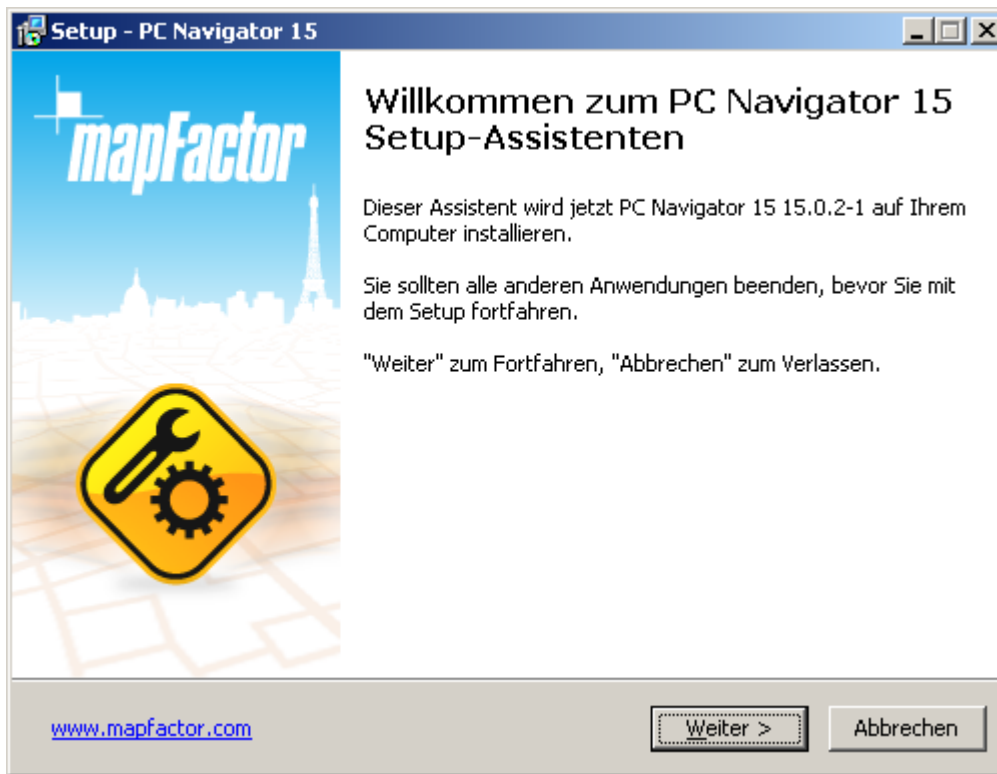 Setup - PC Navigator 15
mapFactor
Willkommen zum PC Navigator 15
Setup-Assistenten
Dieser Assistent wird jetzt PC Navigator 15 15.0.2-1 auf Ihrem
Computer installieren.
Sie sollten alle anderen Anwendungen beenden, bevor Sie mit
dem Setup fortfahren.
"Weiter" zum Fortfahren, "Abbrechen" zum Verlassen.
www.mapfactor.com
Weiter >
Abbrechen